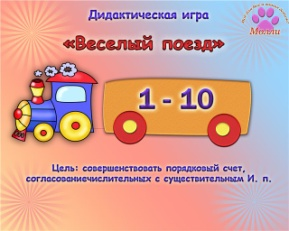 Дидактическая игра
«Веселый поезд»
1 - 10
Цель: совершенствовать порядковый счет,
согласованиечислительных с существительным И. п.